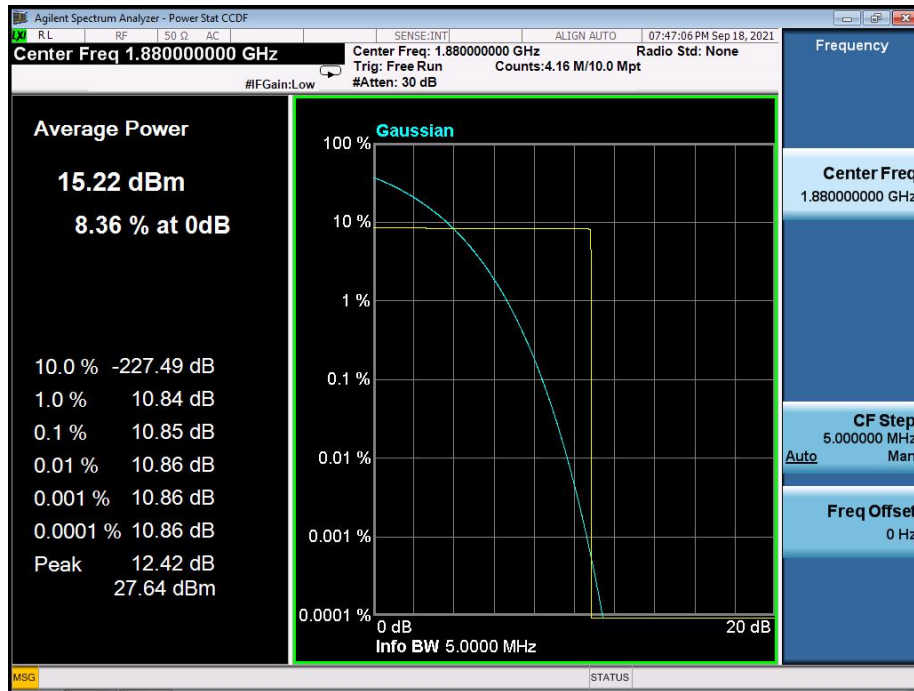 Agilent Spectrum Analyzer - Power Stat CCDF
LXI RL RF 50 Ω AC SENSE:INT ALIGN AUTO 07:47:06 PM Sep 18, 2021
Center Freq 1.880000000 GHz
Center Freq: 1.880000000 GHz Radio Std: None
Trig: Free Run Counts:4.16 M/10.0 Mpt
#IFGain:Low #Atten: 30 dB
Frequency
Average Power
15.22 dBm
8.36 % at 0dB
10.0 % -227.49 dB
1.0 % 10.84 dB
0.1 % 10.85 dB
0.01 % 10.86 dB
0.001 % 10.86 dB
0.0001 % 10.86 dB
Peak 12.42 dB
27.64 dBm
Gaussian
100 %
10 %
1 %
0.1 %
0.01 %
0.001 %
0.0001 %
0 dB 20 dB
Info BW 5.0000 MHz
Center Freq
1.880000000 GHz
CF Step
5.000000 MHz
Auto Man
Freq Offset
0 Hz
MSG STATUS